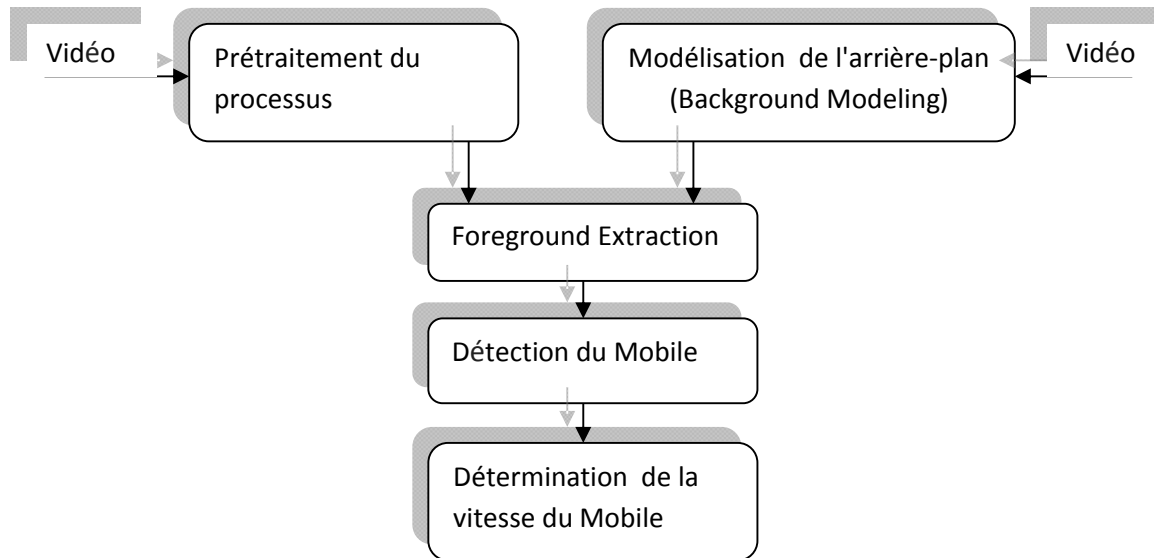 Vidéo
Prétraitement du
processus
Modélisation de l'arrière-plan
(Background Modeling)
Vidéo
Foreground Extraction
Détection du Mobile
Détermination de la
vitesse du Mobile